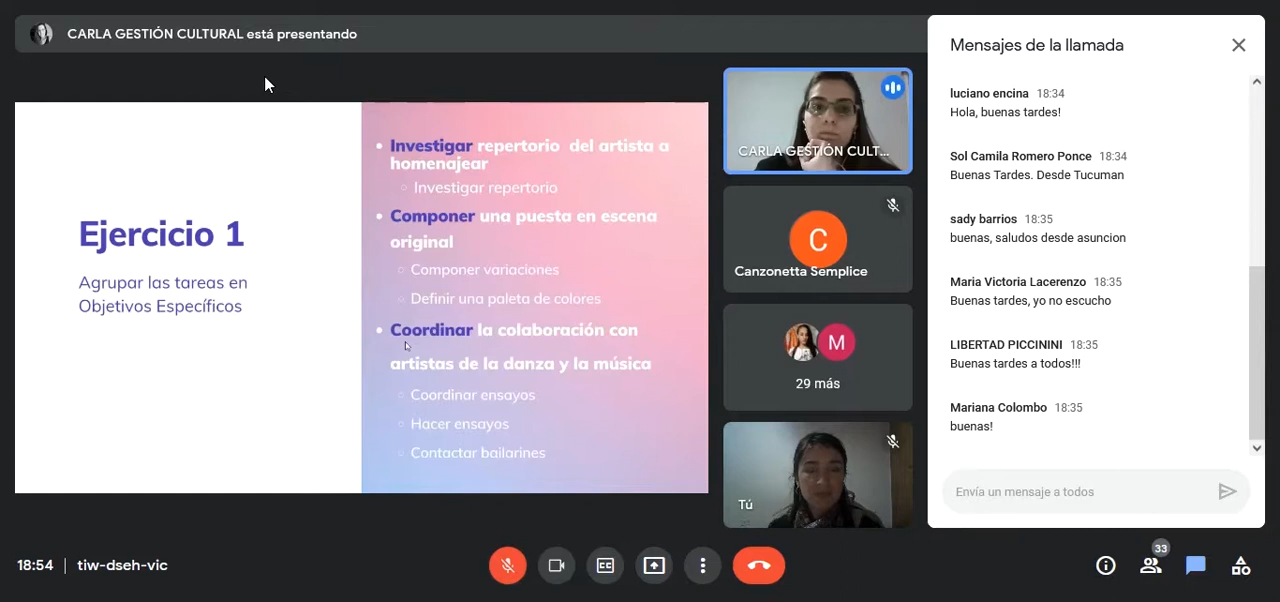 CARLA GESTIÓN CULTURAL está presentando
Ejercicio 1
Agrupar las tareas en
Objetivos Específicos
Investigar repertorio del artista a
homenajear
Investigar repertorio
Componer una puesta en escena
original
Componer variaciones
Definir una paleta de colores
Coordinar la colaboración con
artistas de la danza y la música
Coordinar ensayos
Hacer ensayos
Contactar bailarines
CARLA GESTIÓN CULT...
C
Canzonetta Semplice
M
29 más
Tú
Mensajes de la llamada
luciano encina 18:34
Hola, buenas tardes!
Sol Camila Romero Ponce 18:34
Buenas Tardes. Desde Tucuman
sady barrios 18:35
buenas, saludos desde asuncion
Maria Victoria Lacerenzo 18:35
Buenas tardes, yo no escucho
LIBERTAD PICCININI 18:35
Buenas tardes a todos!!!
Mariana Colombo 18:35
buenas!
Envía un mensaje a todos
18:54 | tiw-dseh-vic
CC
33